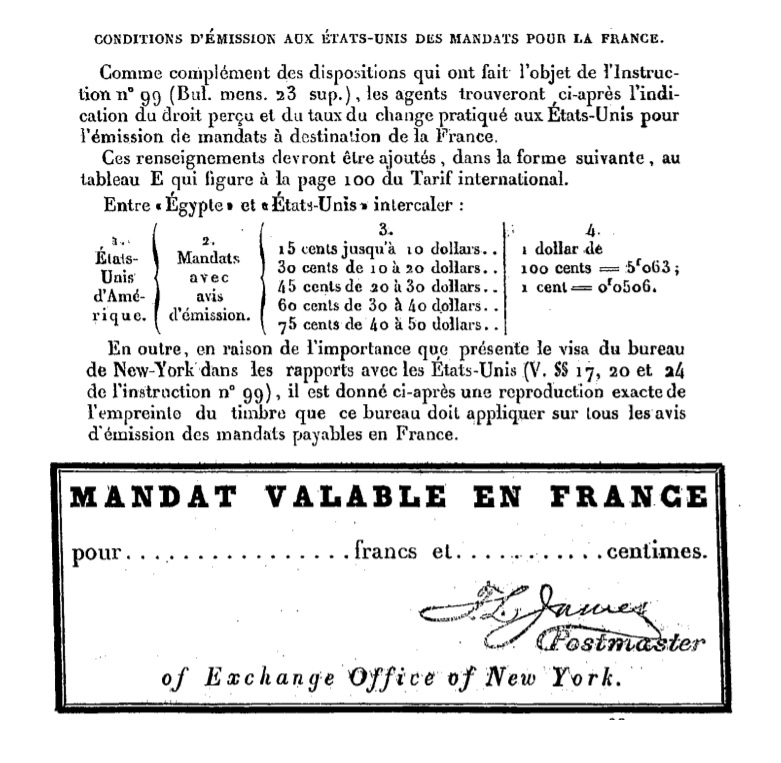 CONDITIONS D'ÉMISSION AUX ÉTATS-UNIS DES MANDATS POUR LA FRANCE.
Comme complément des dispositions qui ont fait l'objet de l'Instruc-
tion n° 99 (Bul. mens. 23 sup.), les agents trouveront ci-après l'indi-
cation du droit perçu et du taux du change pratiqué aux États-Unis pour
l'émission de mandats à destination de la France.
Ces renseignements devront être ajoutés, dans la forme suivante, au
tableau E qui figure à la page 100 du Tarif international.
Entre « Égypte » et « États-Unis » intercaler :
1.
États-
Unis
d'Amé-
rique.
2.
Mandats
avec
avis
d'émission.
3.
15 cents jusqu'à 10 dollars..
30 cents de 10 à 20 dollars..
45 cents de 20 à 30 dollars..
60 cents de 30 à 40 dollars..
75 cents de 40 à 50 dollars..
4.
1 dollar de
100 cents = 5f063;
1 cent = 0f0506.
En outre, en raison de l'importance que présente le visa du bureau
de New-York dans les rapports avec les États-Unis (V. §§ 17, 20 et 24
de l'instruction n° 99), il est donné ci-après une reproduction exacte de
l'empreinte du timbre que ce bureau doit appliquer sur tous les avis
d'émission des mandats payables en France.
MANDAT VALABLE EN FRANCE
pour.................francs et...........centimes.
T. L. James
Postmaster
of Exchange Office of New York.